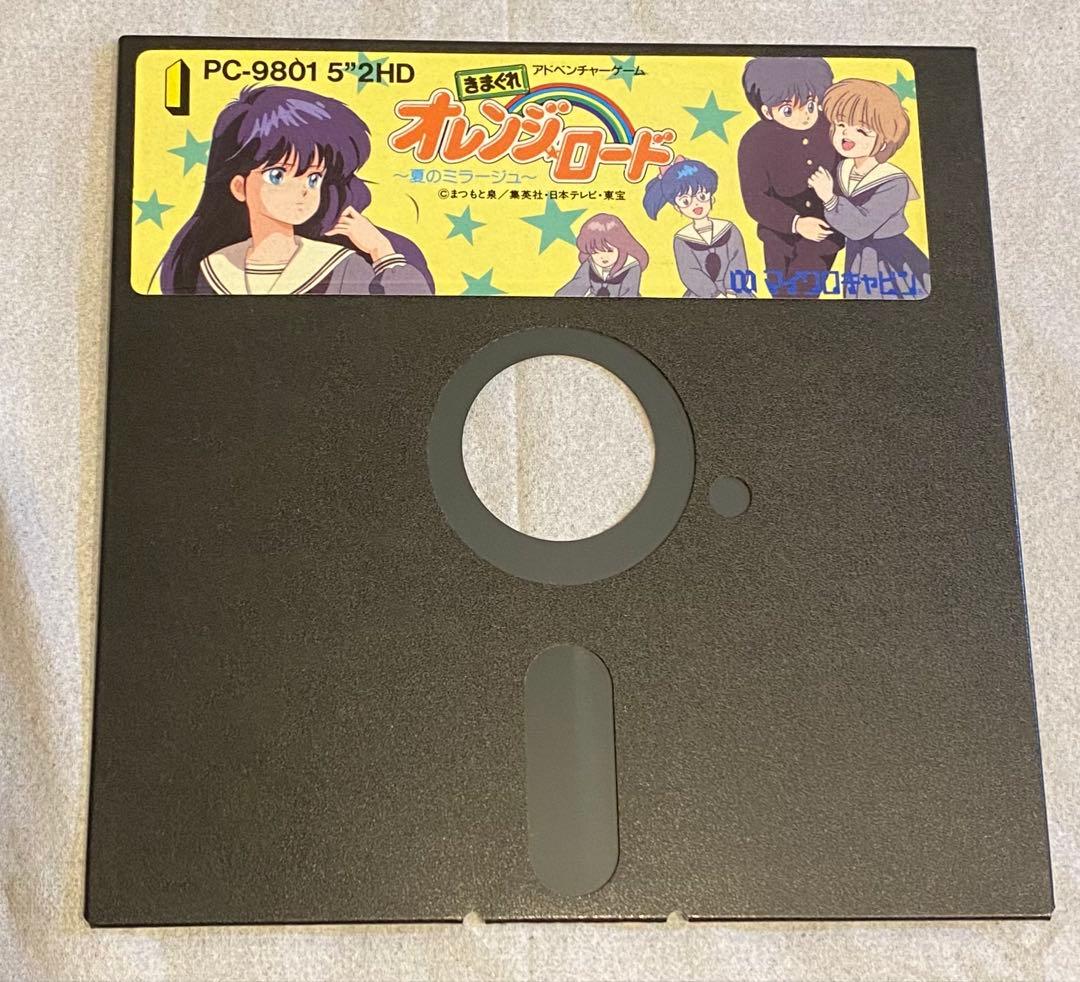 1 PC-9801 5"2HD
アドベンチャーゲーム
きまぐれ
オレンジ☆ロード
～夏のミラージュ～
©まつもと泉／集英社・日本テレビ・東宝
マイクロキャビン